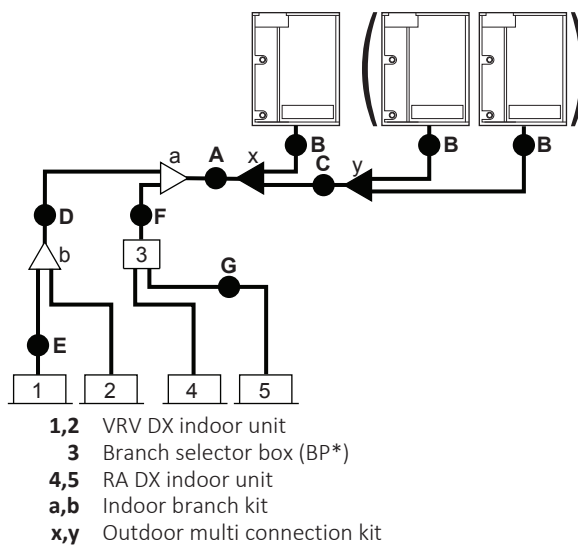 B
B
B
a
A
x
C
y
D
F
b
3
G
E
1
2
4
5
1,2 VRV DX indoor unit
3 Branch selector box (BP*)
4,5 RA DX indoor unit
a,b Indoor branch kit
x,y Outdoor multi connection kit